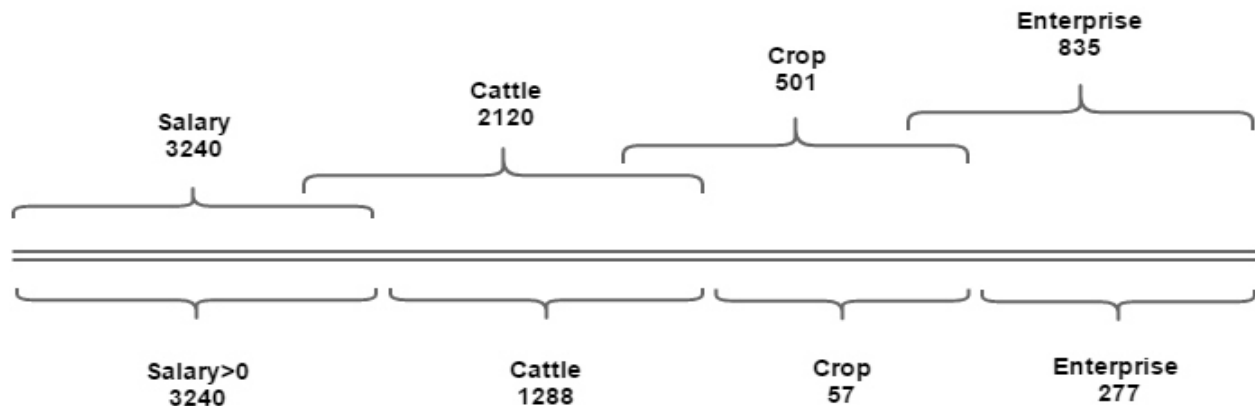 Enterprise
835
Crop
501
Cattle
2120
Salary
3240
Salary>0
3240
Cattle
1288
Crop
57
Enterprise
277